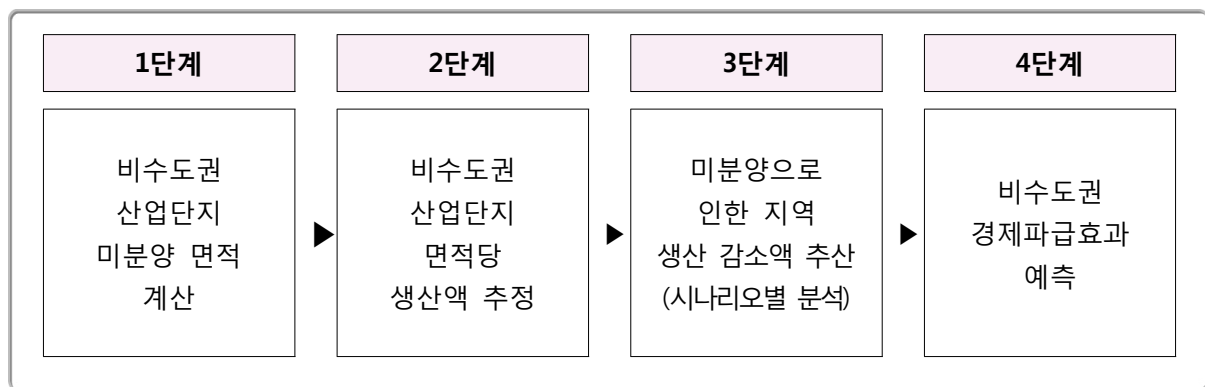 1단계
비수도권
산업단지
미분양 면적
계산
▶
2단계
비수도권
산업단지
면적당
생산액 추정
▶
3단계
미분양으로
인한 지역
생산 감소액 추산
(시나리오별 분석)
▶
4단계
비수도권
경제파급효과
예측